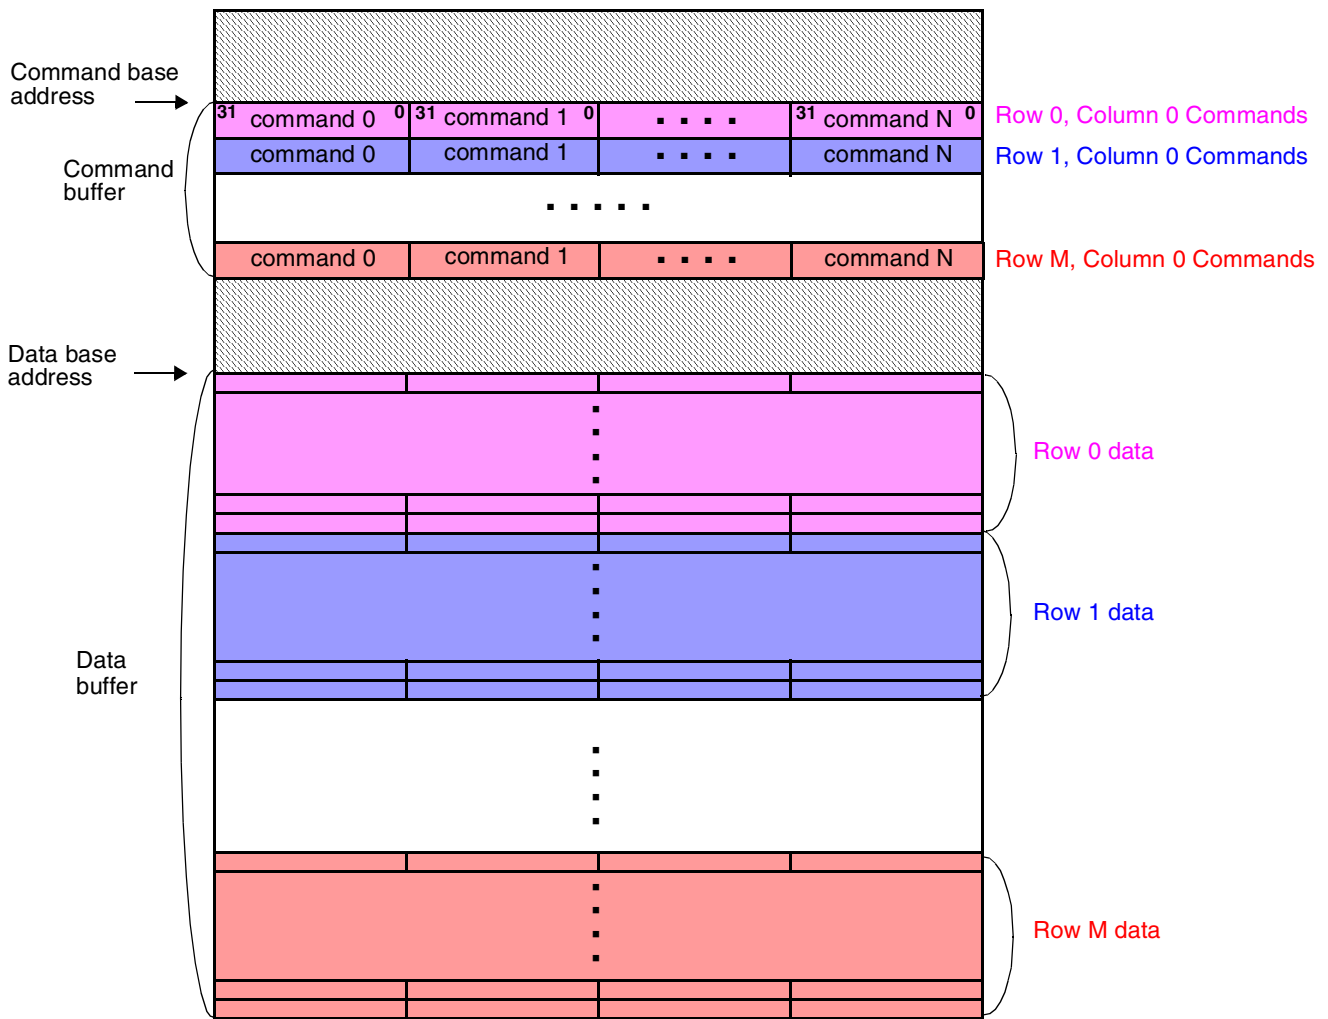 Command base
address
31 command 0 0 31 command 1 0 31 command N 0 Row 0, Column 0 Commands
command 0 command 1 command N Row 1, Column 0 Commands
Command
buffer
command 0 command 1 command N Row M, Column 0 Commands
Data base
address
Row 0 data
Row 1 data
Data
buffer
Row M data